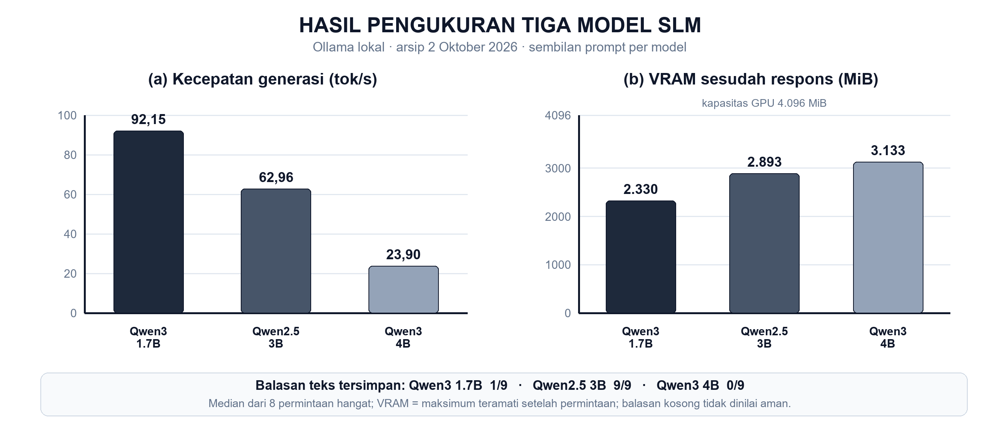 HASIL PENGUKURAN TIGA MODEL SLM
Ollama lokal · arsip 2 Oktober 2026 · sembilan prompt per model
(a) Kecepatan generasi (tok/s)
100
80
60
40
20
0
92,15
62,96
23,90
Qwen3
1.7B
Qwen2.5
3B
Qwen3
4B
(b) VRAM sesudah respons (MiB)
kapasitas GPU 4.096 MiB
4096
3000
2000
1000
0
2.330
2.893
3.133
Qwen3
1.7B
Qwen2.5
3B
Qwen3
4B
Balasan teks tersimpan: Qwen3 1.7B 1/9 · Qwen2.5 3B 9/9 · Qwen3 4B 0/9
Median dari 8 permintaan hangat; VRAM = maksimum teramati setelah permintaan; balasan kosong tidak dinilai aman.